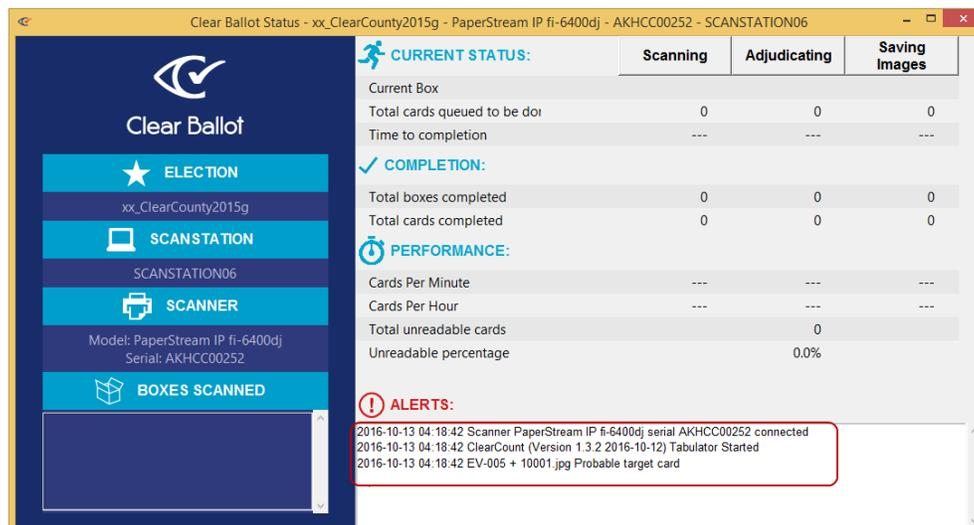 Clear Ballot Status - xx_ClearCounty2015g - PaperStream IP fi-6400dj - AKHCC00252 - SCANSTATION06
Clear Ballot
ELECTION
xx_ClearCounty2015g
SCANSTATION
SCANSTATION06
SCANNER
Model: PaperStream IP fi-6400dj
Serial: AKHCC00252
BOXES SCANNED
CURRENT STATUS: Scanning Adjudicating Saving Images
Current Box
Total cards queued to be dor 0 0 0
Time to completion --- --- ---
COMPLETION:
Total boxes completed 0 0 0
Total cards completed 0 0 0
PERFORMANCE:
Cards Per Minute --- --- ---
Cards Per Hour --- --- ---
Total unreadable cards 0
Unreadable percentage 0.0%
ALERTS:
2016-10-13 04:18:42 Scanner PaperStream IP fi-6400dj serial AKHCC00252 connected
2016-10-13 04:18:42 ClearCount (Version 1.3.2 2016-10-12) Tabulator Started
2016-10-13 04:18:42 EV-005 + 10001.jpg Probable target card